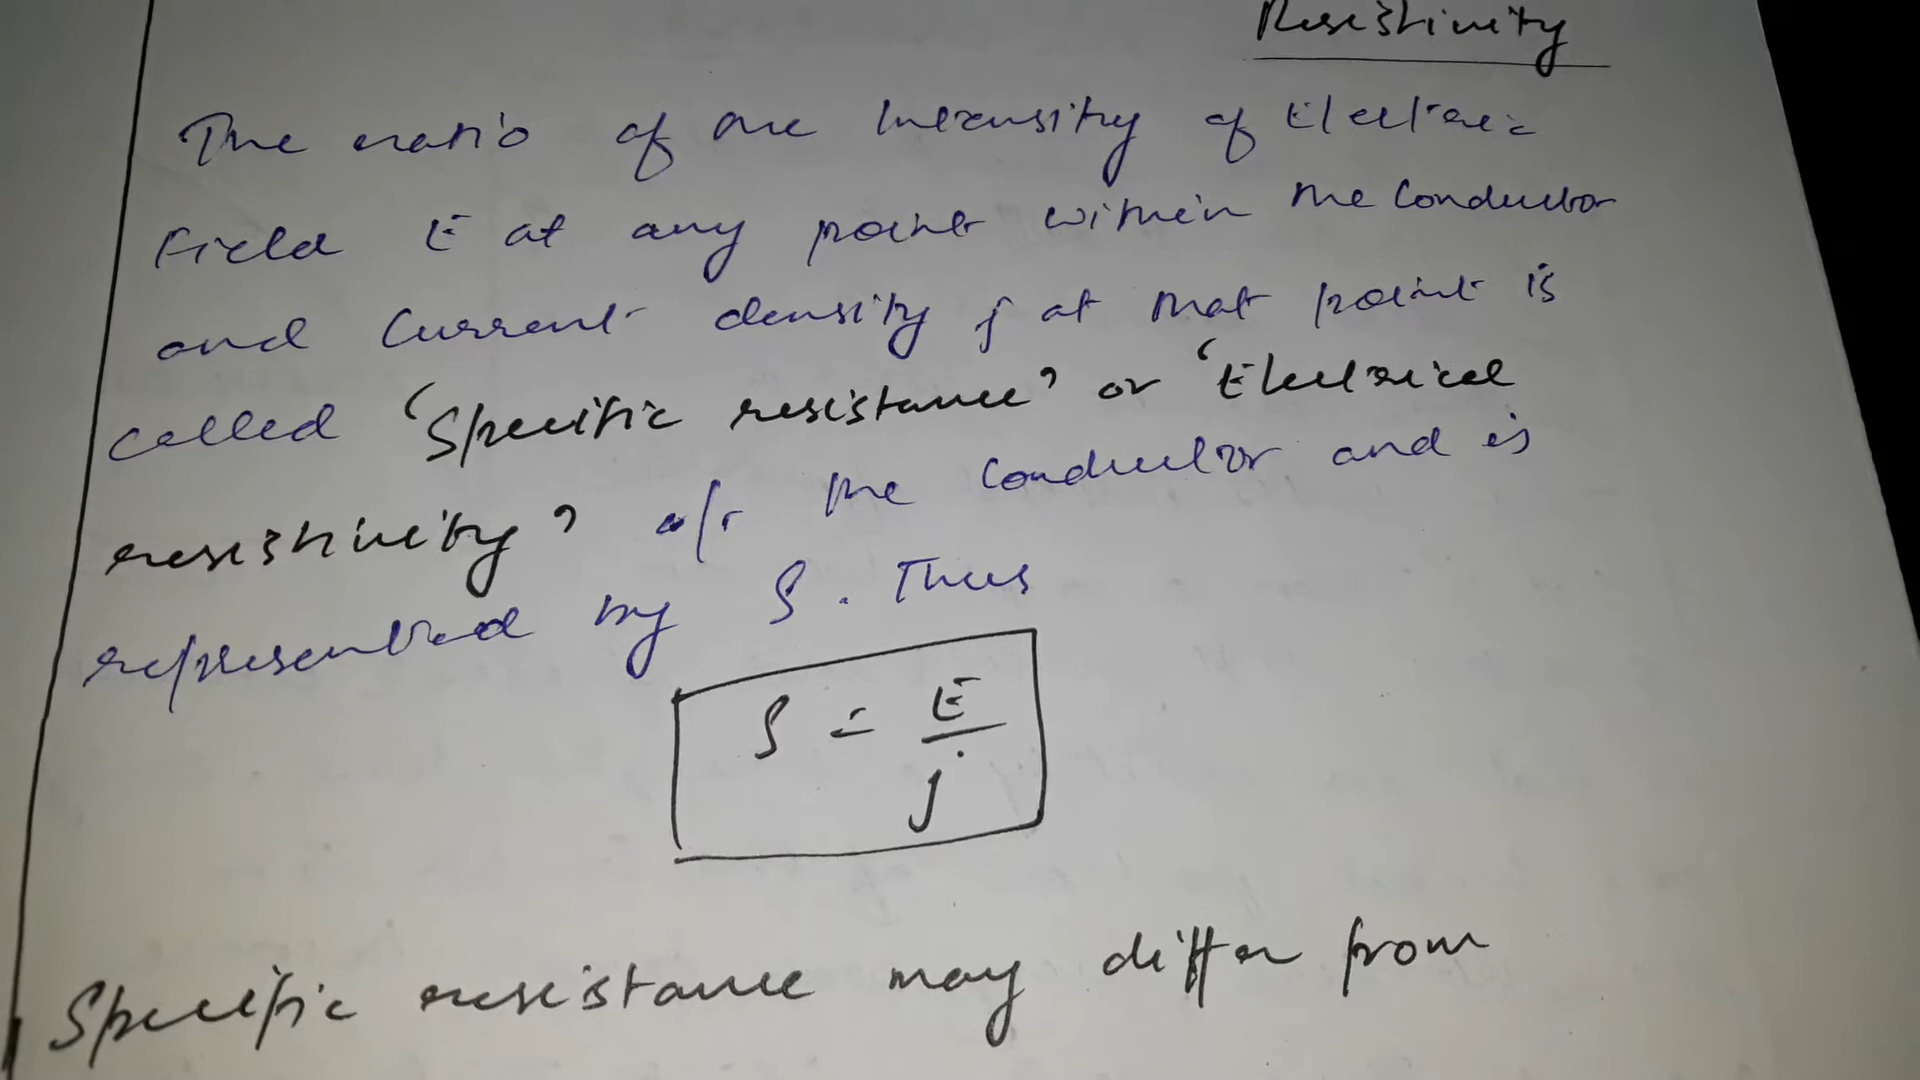 Resistivity
The ratio of the Intensity of Electric
Field E at any point within the Conductor
and Current density j at that point is
called 'Specific resistance' or 'Electrical
resistivity' of the Conductor and is
represented by ρ. Thus
ρ = E/j
Specific resistance may differ from